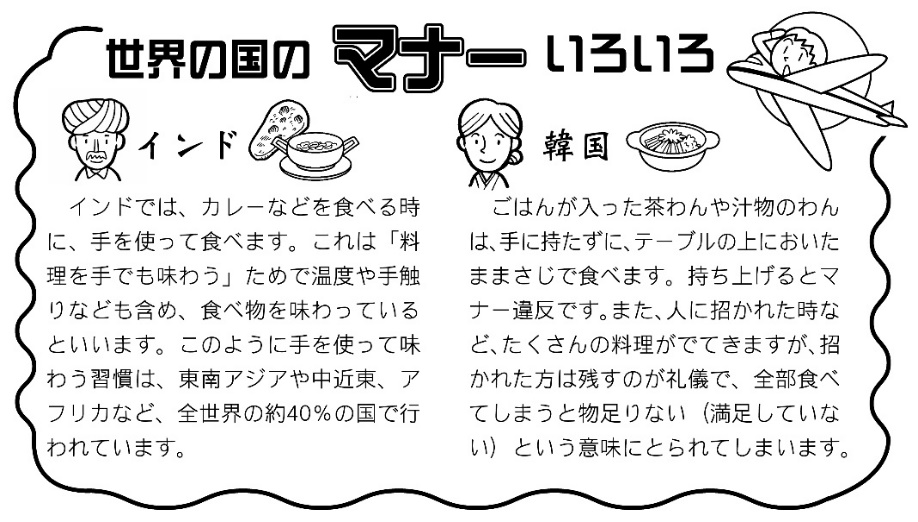 世界の国の マナー いろいろ
インド
インドでは、カレーなどを食べる時
に、手を使って食べます。これは「料
理を手でも味わう」ためで温度や手触
りなども含め、食べ物を味わっている
といいます。このように手を使って味
わう習慣は、東南アジアや中近東、ア
フリカなど、全世界の約40％の国で行
われています。
韓国
ごはんが入った茶わんや汁物のわん
は、手に持たずに、テーブルの上においた
ままさじで食べます。持ち上げるとマ
ナー違反です。また、人に招かれた時な
ど、たくさんの料理がでてきますが、招
かれた方は残すのが礼儀で、全部食べ
てしまうと物足りない（満足していな
い）という意味にとられてしまいます。